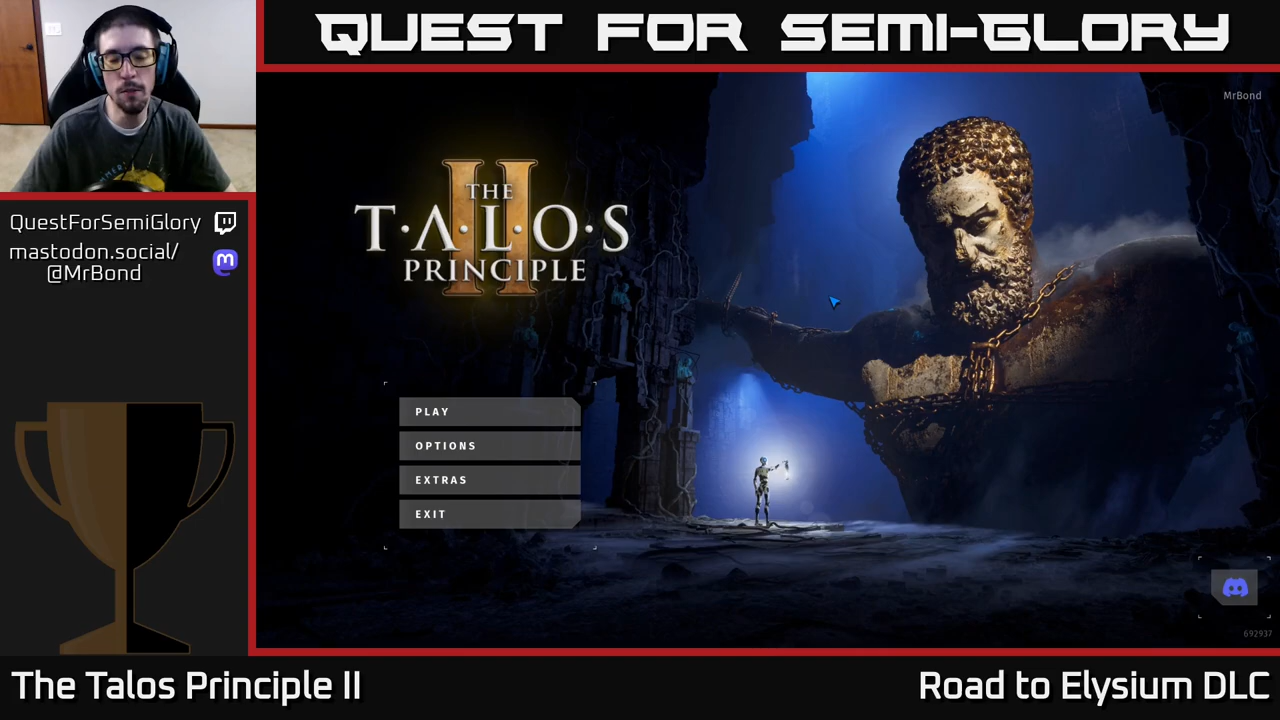 QUEST FOR SEMI-GLORY
MrBond
QuestForSemiGlory
mastodon.social/
@MrBond
II
THE
T·A·L·O·S
PRINCIPLE
PLAY
OPTIONS
EXTRAS
EXIT
692937
The Talos Principle II
Road to Elysium DLC